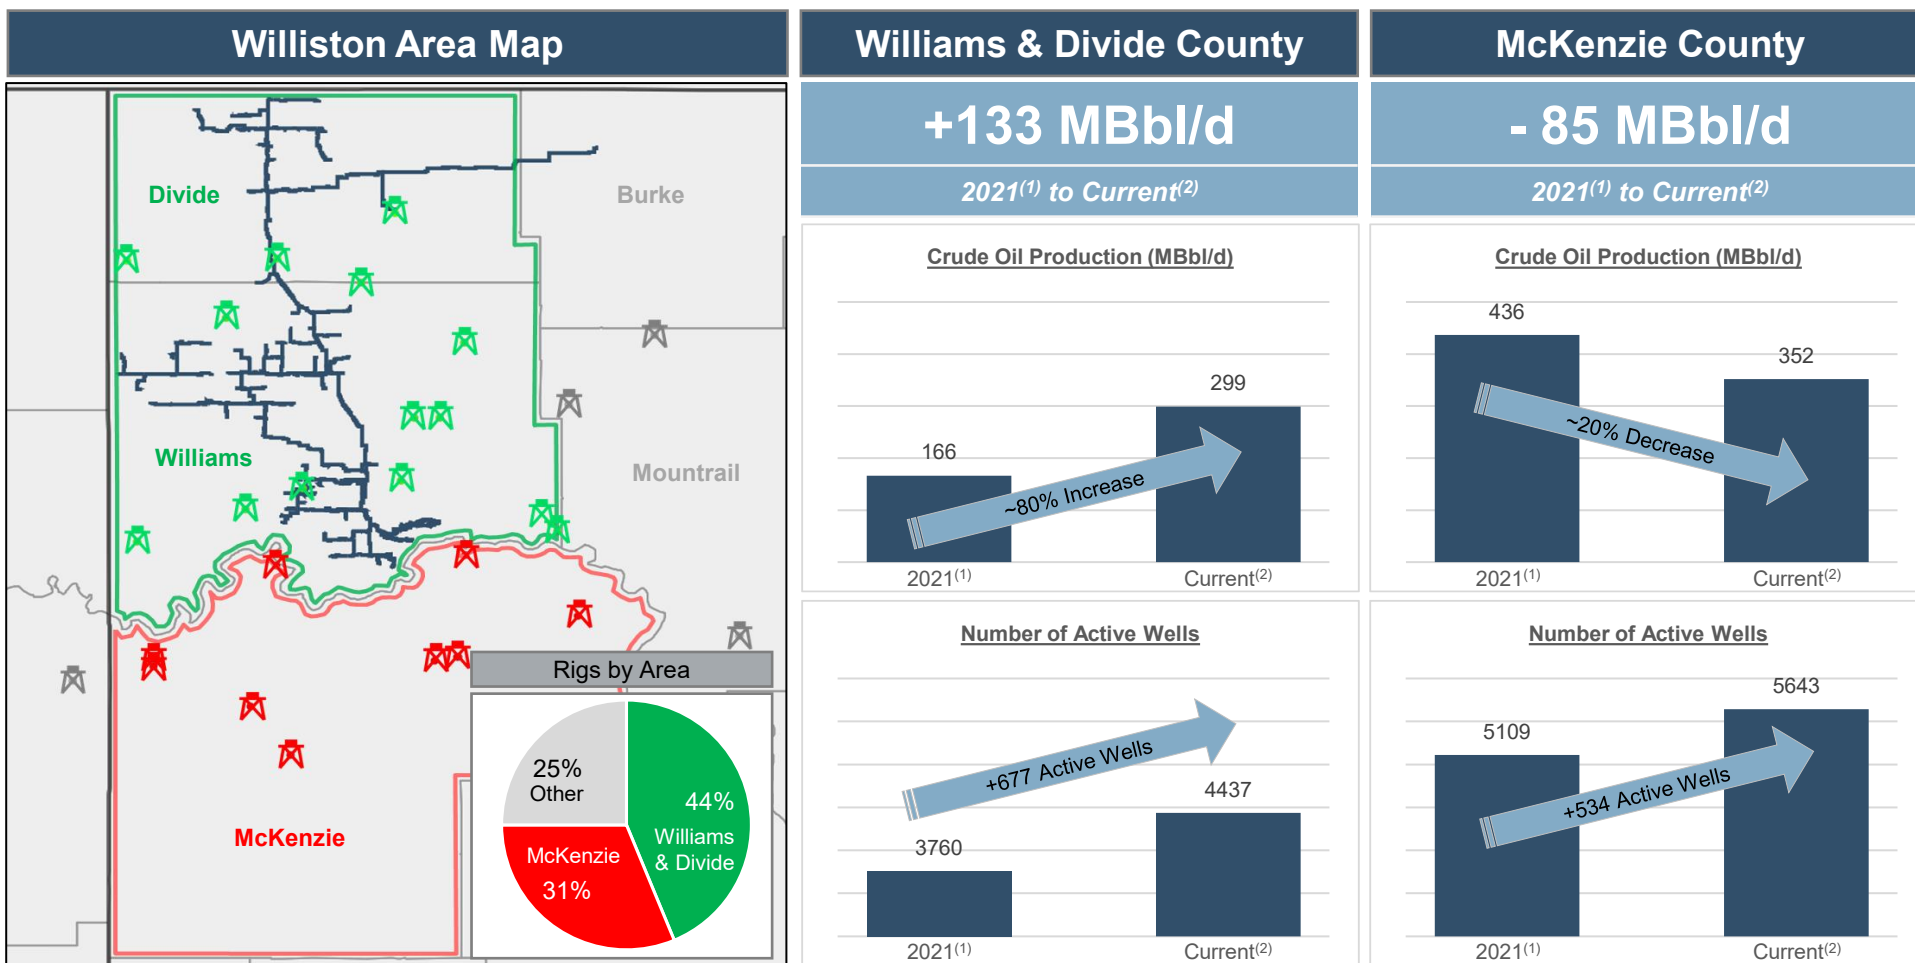 Williston Area Map
Divide
Burke
Williams
Mountrail
McKenzie
Rigs by Area
25%
Other
44%
Williams
& Divide
McKenzie
31%
Williams & Divide County
+133 MBbl/d
2021(1) to Current(2)
Crude Oil Production (MBbl/d)
166
299
~80% Increase
2021(1)
Current(2)
Number of Active Wells
+677 Active Wells
3760
4437
2021(1)
Current(2)
McKenzie County
- 85 MBbl/d
2021(1) to Current(2)
Crude Oil Production (MBbl/d)
436
352
~20% Decrease
2021(1)
Current(2)
Number of Active Wells
5109
5643
+534 Active Wells
2021(1)
Current(2)